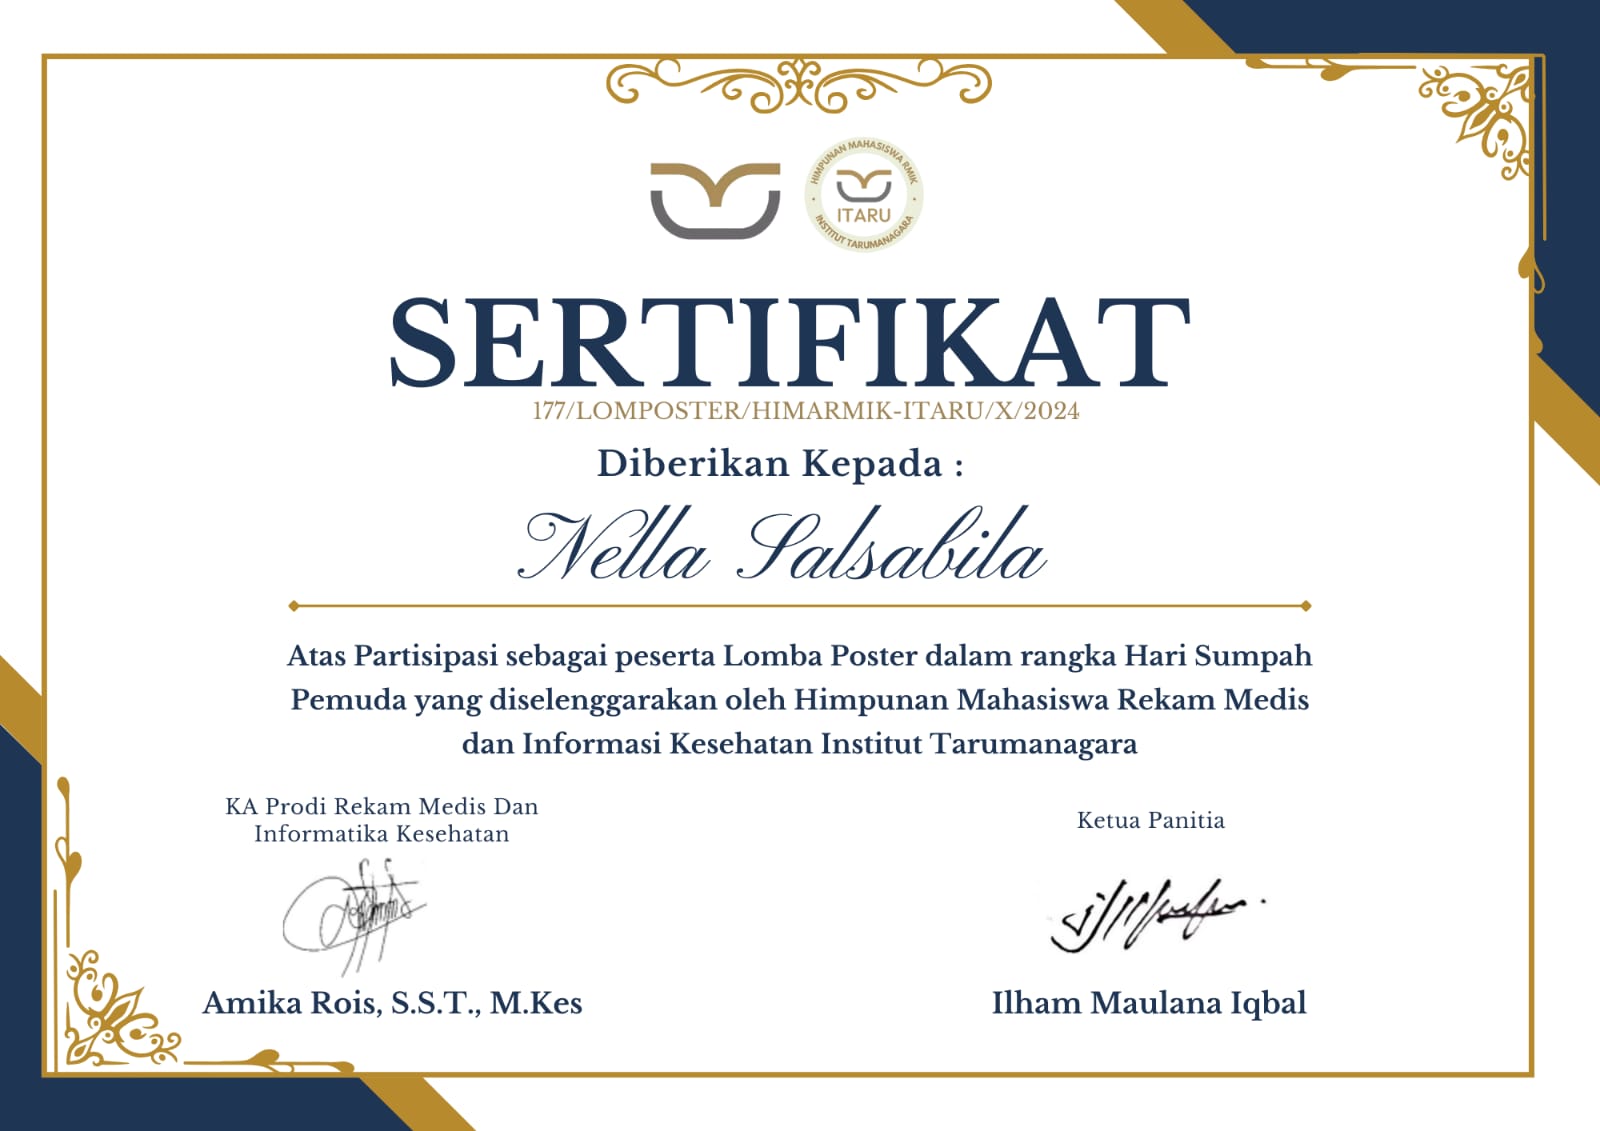 HIMPUNAN MAHASISWA RMIK
ITARU
INSTITUT TARUMANAGARA
SERTIFIKAT
177/LOMPOSTER/HIMARMIK-ITARU/X/2024
Diberikan Kepada :
Nella Salsabila
Atas Partisipasi sebagai peserta Lomba Poster dalam rangka Hari Sumpah
Pemuda yang diselenggarakan oleh Himpunan Mahasiswa Rekam Medis
dan Informasi Kesehatan Institut Tarumanagara
KA Prodi Rekam Medis Dan
Informatika Kesehatan
Ketua Panitia
Amika Rois, S.S.T., M.Kes
Ilham Maulana Iqbal